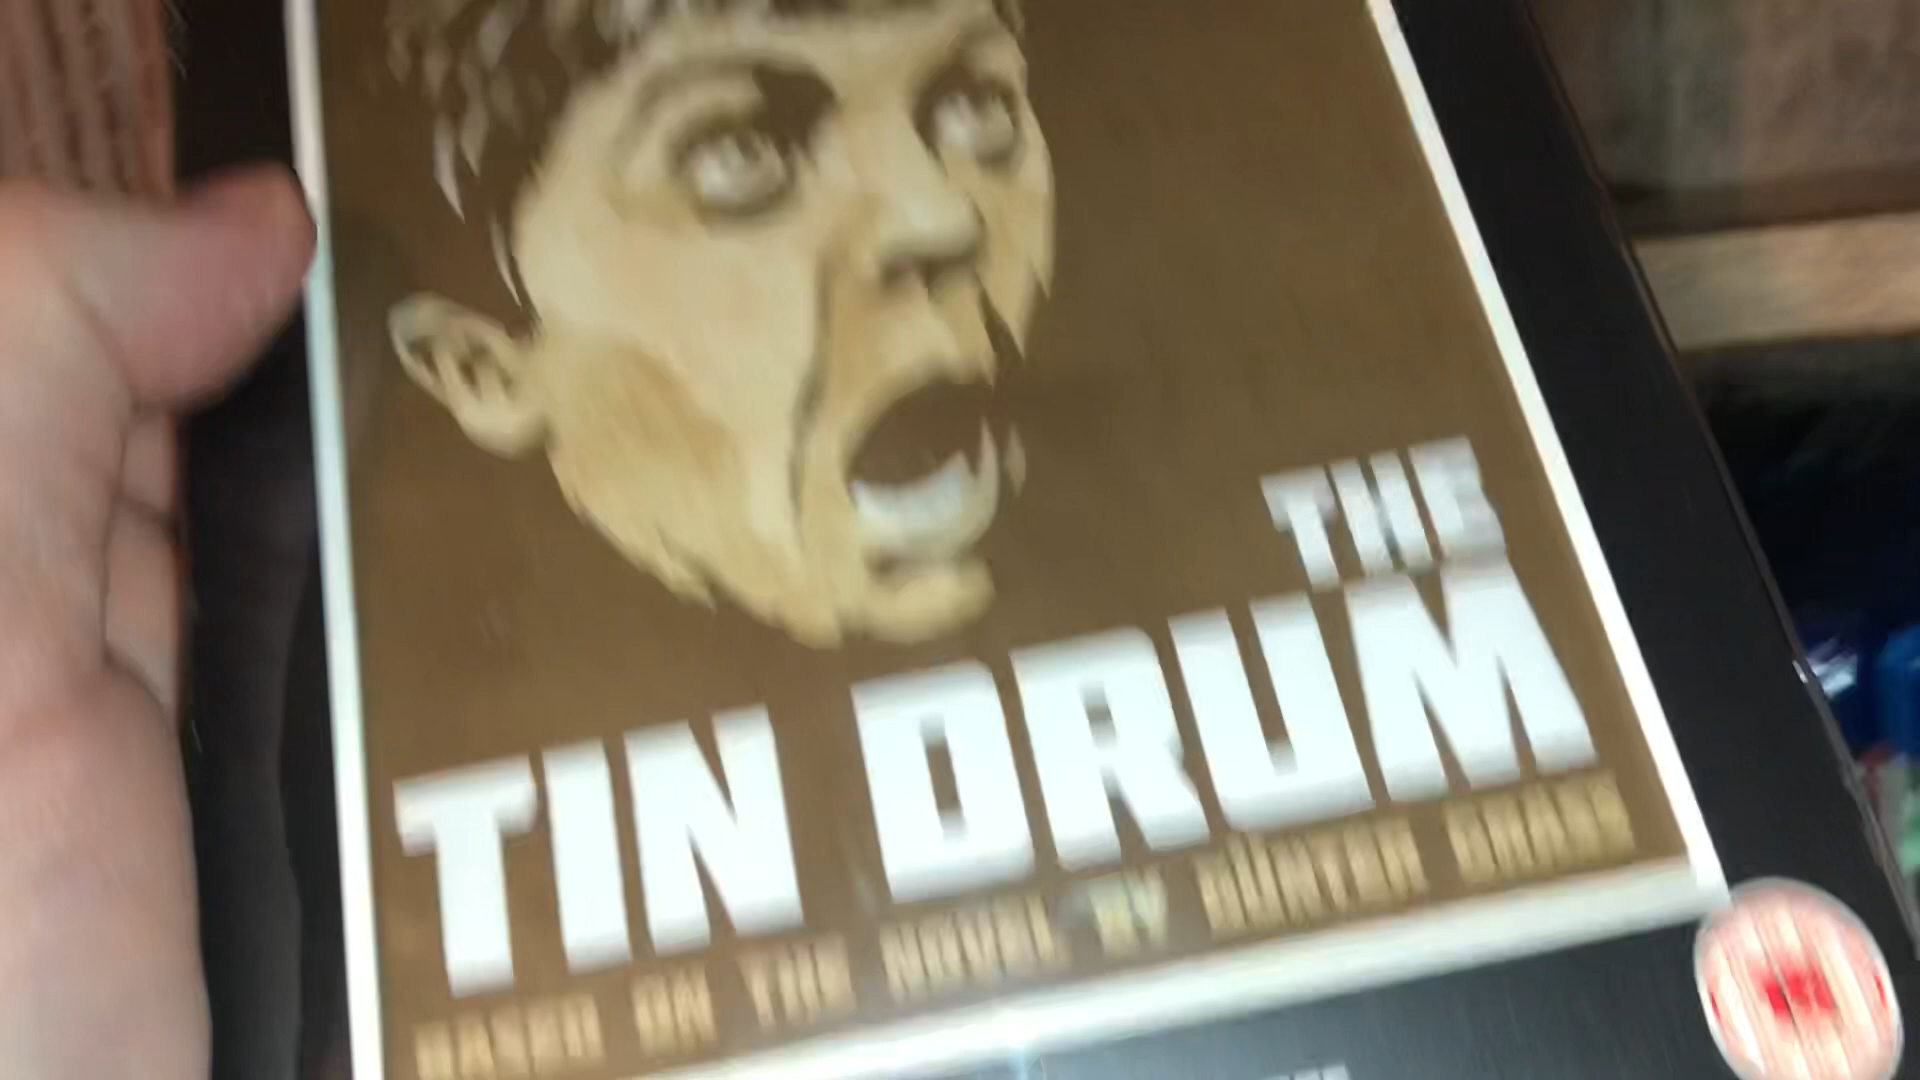 THE
TIN DRUM
BASED ON THE NOVEL BY GÜNTER GRASS